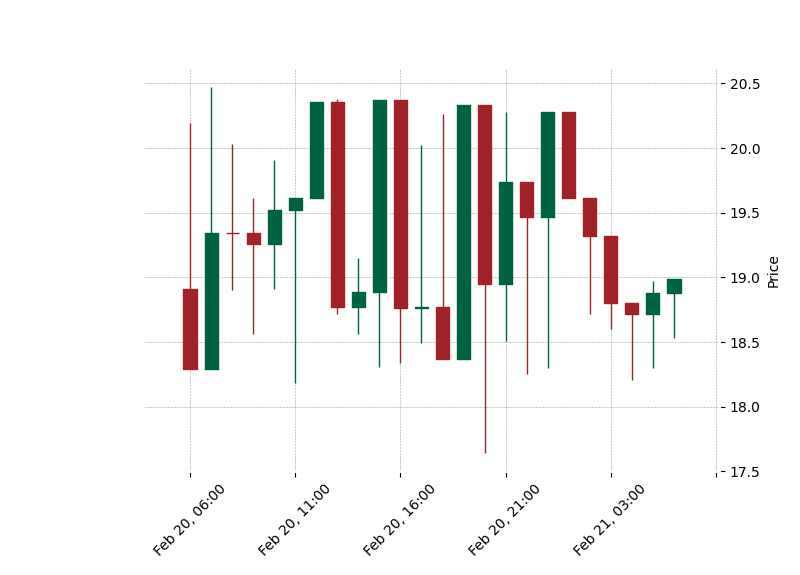 20.5
20.0
19.5
19.0
18.5
18.0
17.5
Price
Feb 20, 06:00
Feb 20, 11:00
Feb 20, 16:00
Feb 20, 21:00
Feb 21, 03:00